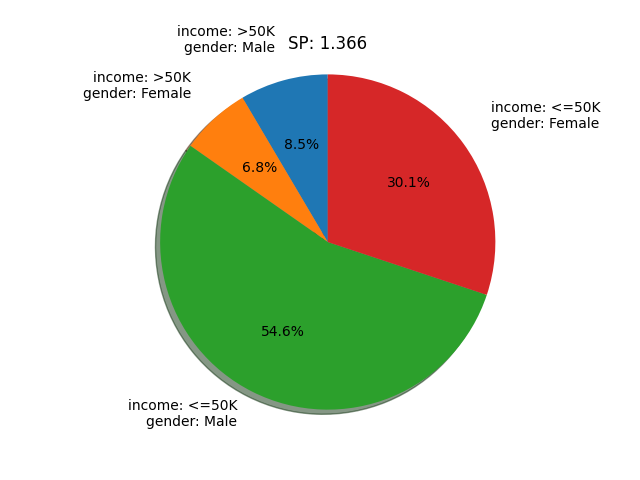 income: >50K
gender: Male
SP: 1.366
income: >50K
gender: Female
income: <=50K
gender: Female
8.5%
6.8%
30.1%
54.6%
income: <=50K
gender: Male